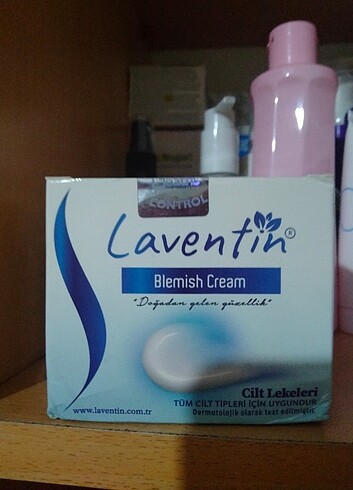 CONTROL
Laventin®
Blemish Cream
"Doğadan gelen güzellik"
Cilt Lekeleri
TÜM CİLT TİPLERİ İÇİN UYGUNDUR
www.laventin.com.tr
Dermatolojik olarak test edilmiştir.